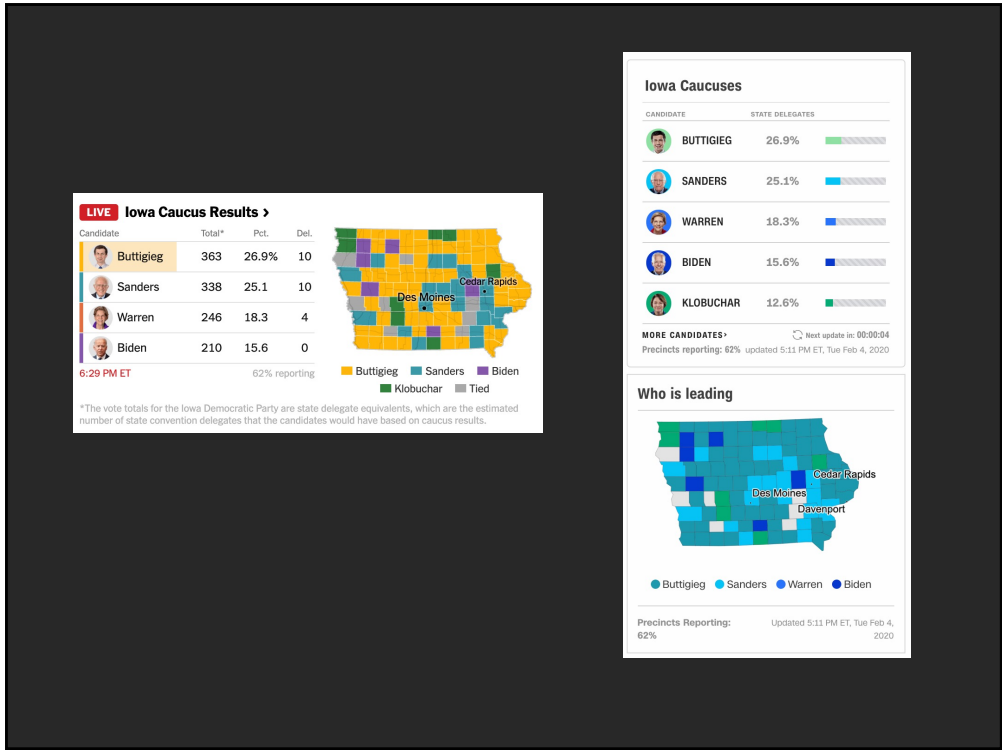 LIVE Iowa Caucus Results ›
Candidate Total* Pct. Del.
Buttigieg 363 26.9% 10
Sanders 338 25.1 10
Warren 246 18.3 4
Biden 210 15.6 0
6:29 PM ET 62% reporting
Cedar Rapids
Des Moines
Buttigieg Sanders Biden
Klobuchar Tied
*The vote totals for the Iowa Democratic Party are state delegate equivalents, which are the estimated
number of state convention delegates that the candidates would have based on caucus results.
Iowa Caucuses
CANDIDATE STATE DELEGATES
BUTTIGIEG 26.9%
SANDERS 25.1%
WARREN 18.3%
BIDEN 15.6%
KLOBUCHAR 12.6%
MORE CANDIDATES› Next update in: 00:00:04
Precincts reporting: 62% updated 5:11 PM ET, Tue Feb 4, 2020
Who is leading
Cedar Rapids
Des Moines
Davenport
Buttigieg Sanders Warren Biden
Precincts Reporting: Updated 5:11 PM ET, Tue Feb 4,
62% 2020